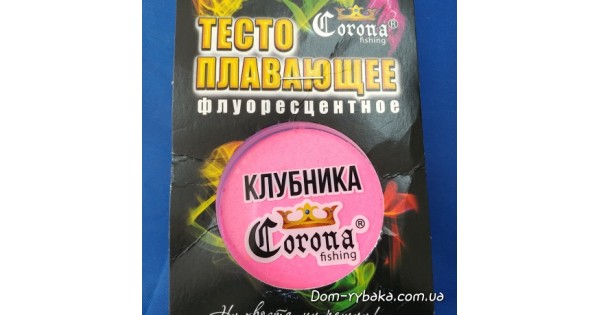 ТЕСТО
Corona®
fishing
ПЛАВАЮЩЕЕ
флуоресцентное
КЛУБНИКА
Corona®
fishing
Dom-rybaka.com.ua